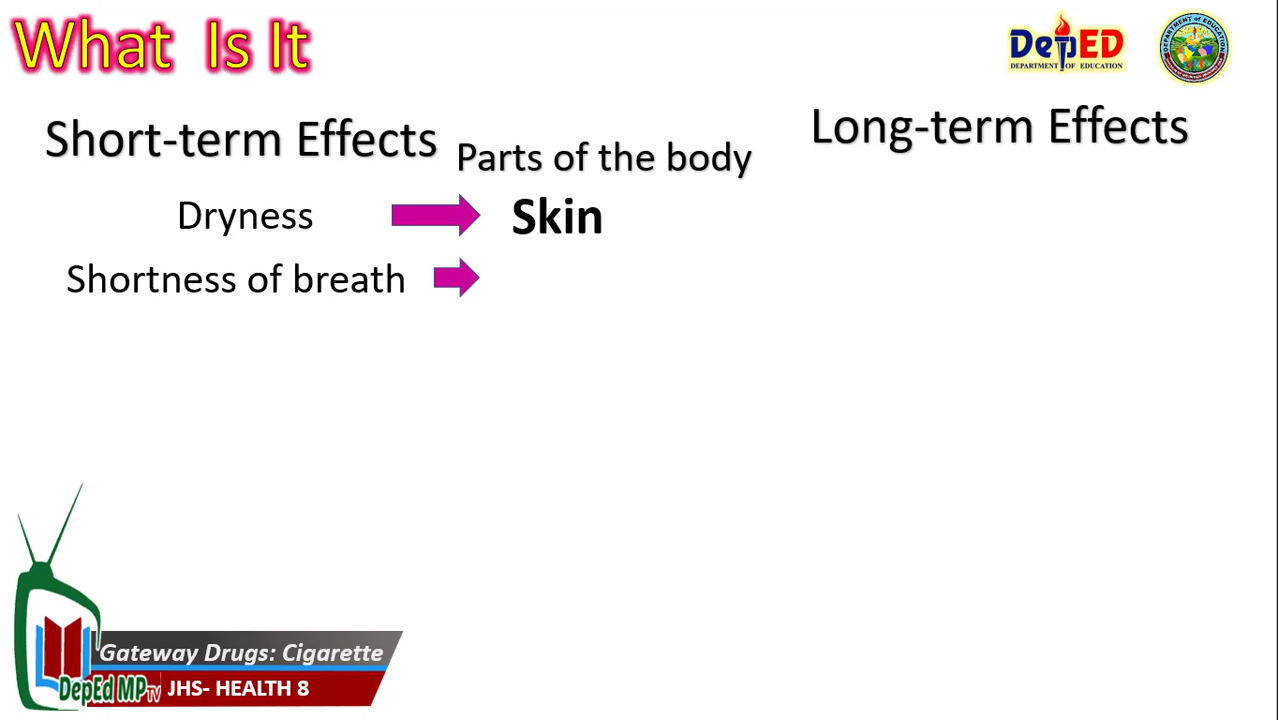 What Is It
DepED
DEPARTMENT OF EDUCATION
Short-term Effects
Parts of the body
Long-term Effects
Dryness
Skin
Shortness of breath
Gateway Drugs: Cigarette
DepEd MPTV
JHS- HEALTH 8